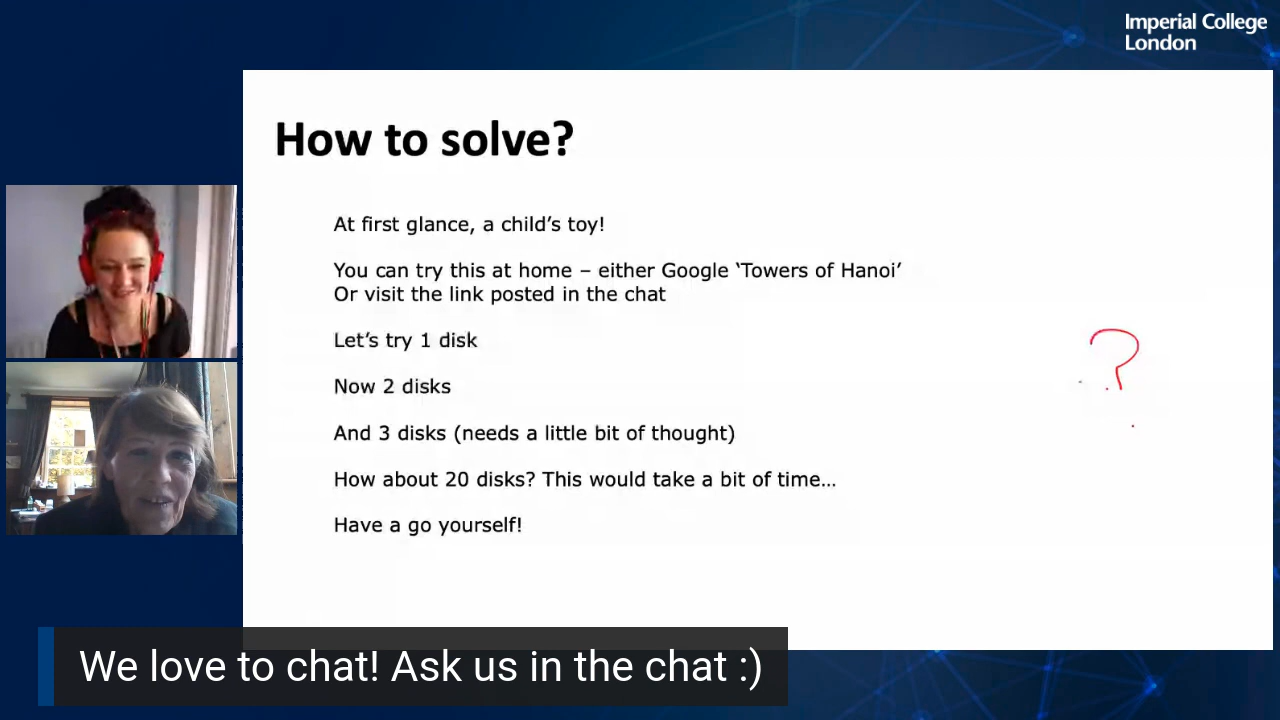 Imperial College
London
How to solve?
At first glance, a child’s toy!
You can try this at home – either Google ‘Towers of Hanoi’
Or visit the link posted in the chat
Let’s try 1 disk
Now 2 disks
And 3 disks (needs a little bit of thought)
?
How about 20 disks? This would take a bit of time…
Have a go yourself!
We love to chat! Ask us in the chat :)